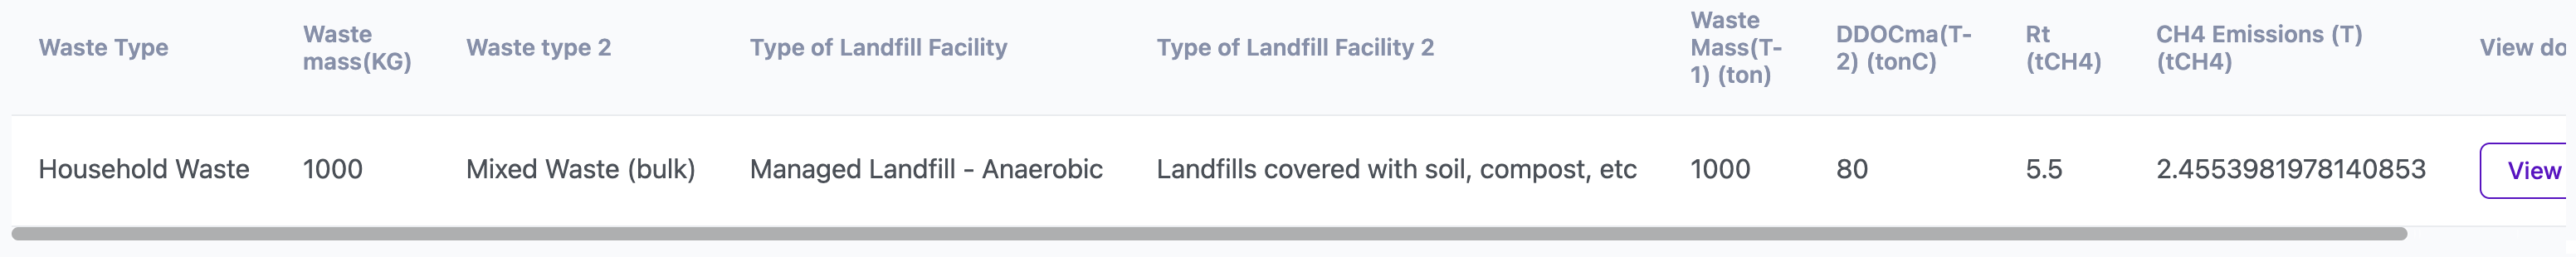 Waste Type
Waste
mass(KG)
Waste type 2
Type of Landfill Facility
Type of Landfill Facility 2
Waste
Mass(T-
1) (ton)
DDOCma(T-
2) (tonC)
Rt
(tCH4)
CH4 Emissions (T)
(tCH4)
View do
Household Waste
1000
Mixed Waste (bulk)
Managed Landfill - Anaerobic
Landfills covered with soil, compost, etc
1000
80
5.5
2.4553981978140853
View